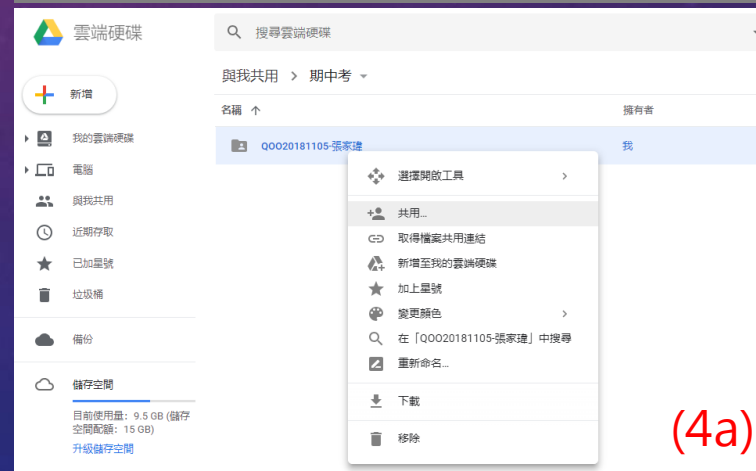 雲端硬碟
搜尋雲端硬碟
新增
與我共用 > 期中考
名稱 ↑
擁有者
我的雲端硬碟
電腦
與我共用
近期存取
已加星號
垃圾桶
備份
儲存空間
目前使用量: 9.5 GB (儲存
空間配額: 15 GB)
升級儲存空間
QOO20181105-張家瑋
我
選擇開啟工具
共用...
取得檔案共用連結
新增至我的雲端硬碟
加上星號
變更顏色
在「QOO20181105-張家瑋」中搜尋
重新命名...
下載
移除
(4a)